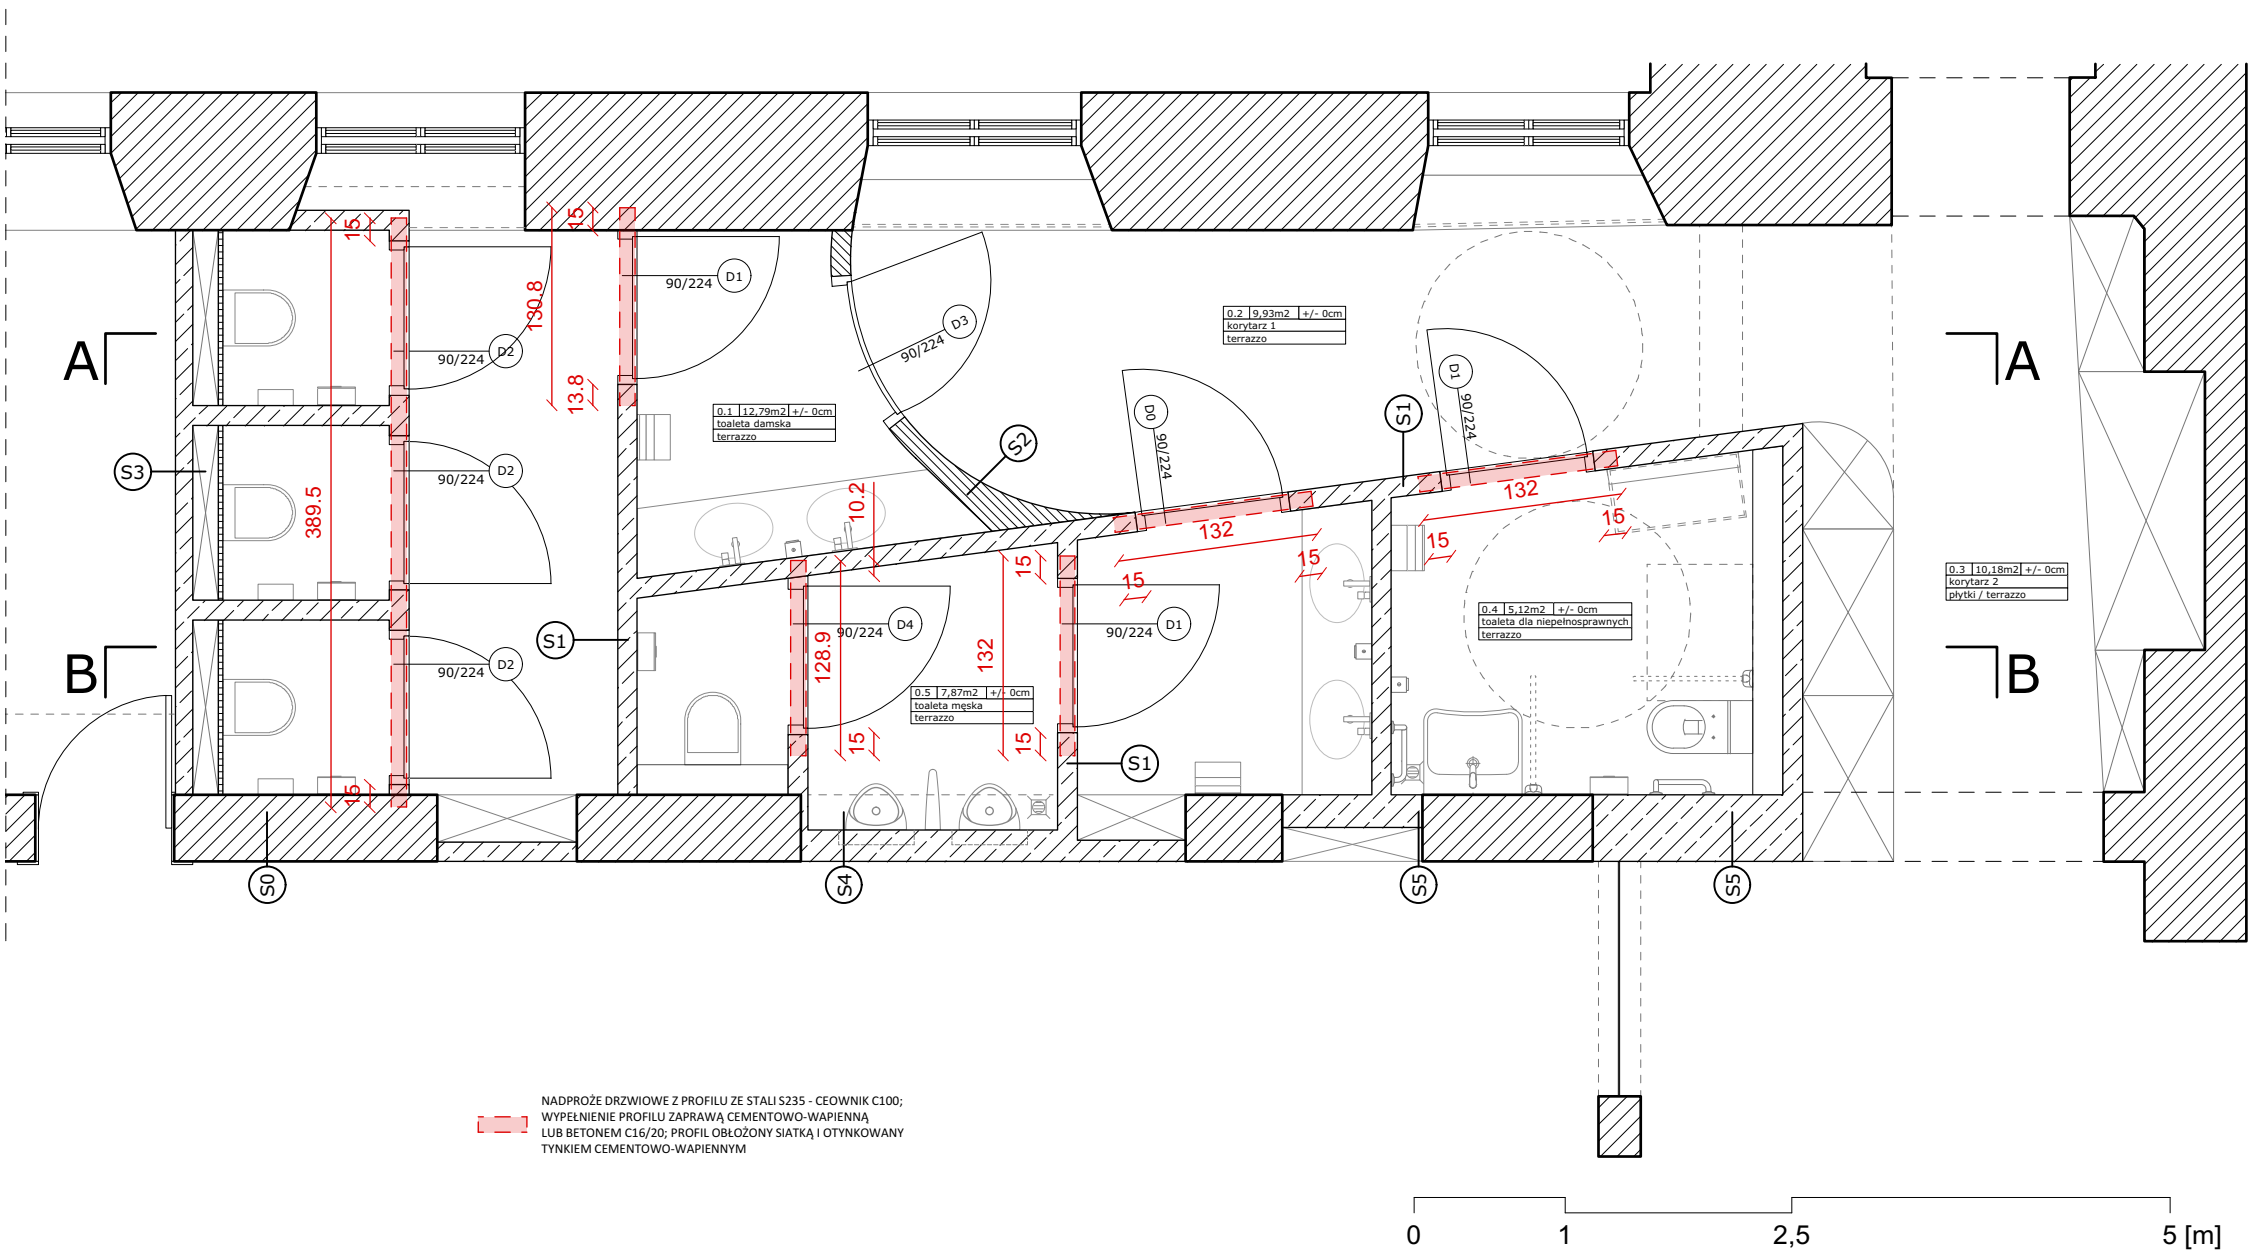 15
15
130.8
D1
90/224
D2
90/224
D3
90/224
0.2 9,93m2 +/- 0cm
korytarz 1
terrazzo
A
A
13.8
0.1 12,79m2 +/- 0cm
toaleta damska
terrazzo
D0
90/224
D1
90/224
S1
S2
S3
D2
90/224
389.5
10.2
132
132
15
15
15
15
15
0.3 10,18m2 +/- 0cm
korytarz 2
płytki / terrazzo
0.4 5,12m2 +/- 0cm
toaleta dla niepełnosprawnych
terrazzo
S1
D4
90/224
128.9
132
D1
90/224
B
B
D2
90/224
0.5 7,87m2 +/- 0cm
toaleta męska
terrazzo
15
15
S1
15
S0
S4
S5
S5
NADPROŻE DRZWIOWE Z PROFILU ZE STALI S235 - CEOWNIK C100;
WYPEŁNIENIE PROFILU ZAPRAWĄ CEMENTOWO-WAPIENNĄ
LUB BETONEM C16/20; PROFIL OBŁOŻONY SIATKĄ I OTYNKOWANY
TYNKIEM CEMENTOWO-WAPIENNYM
0 1 2,5 5 [m]